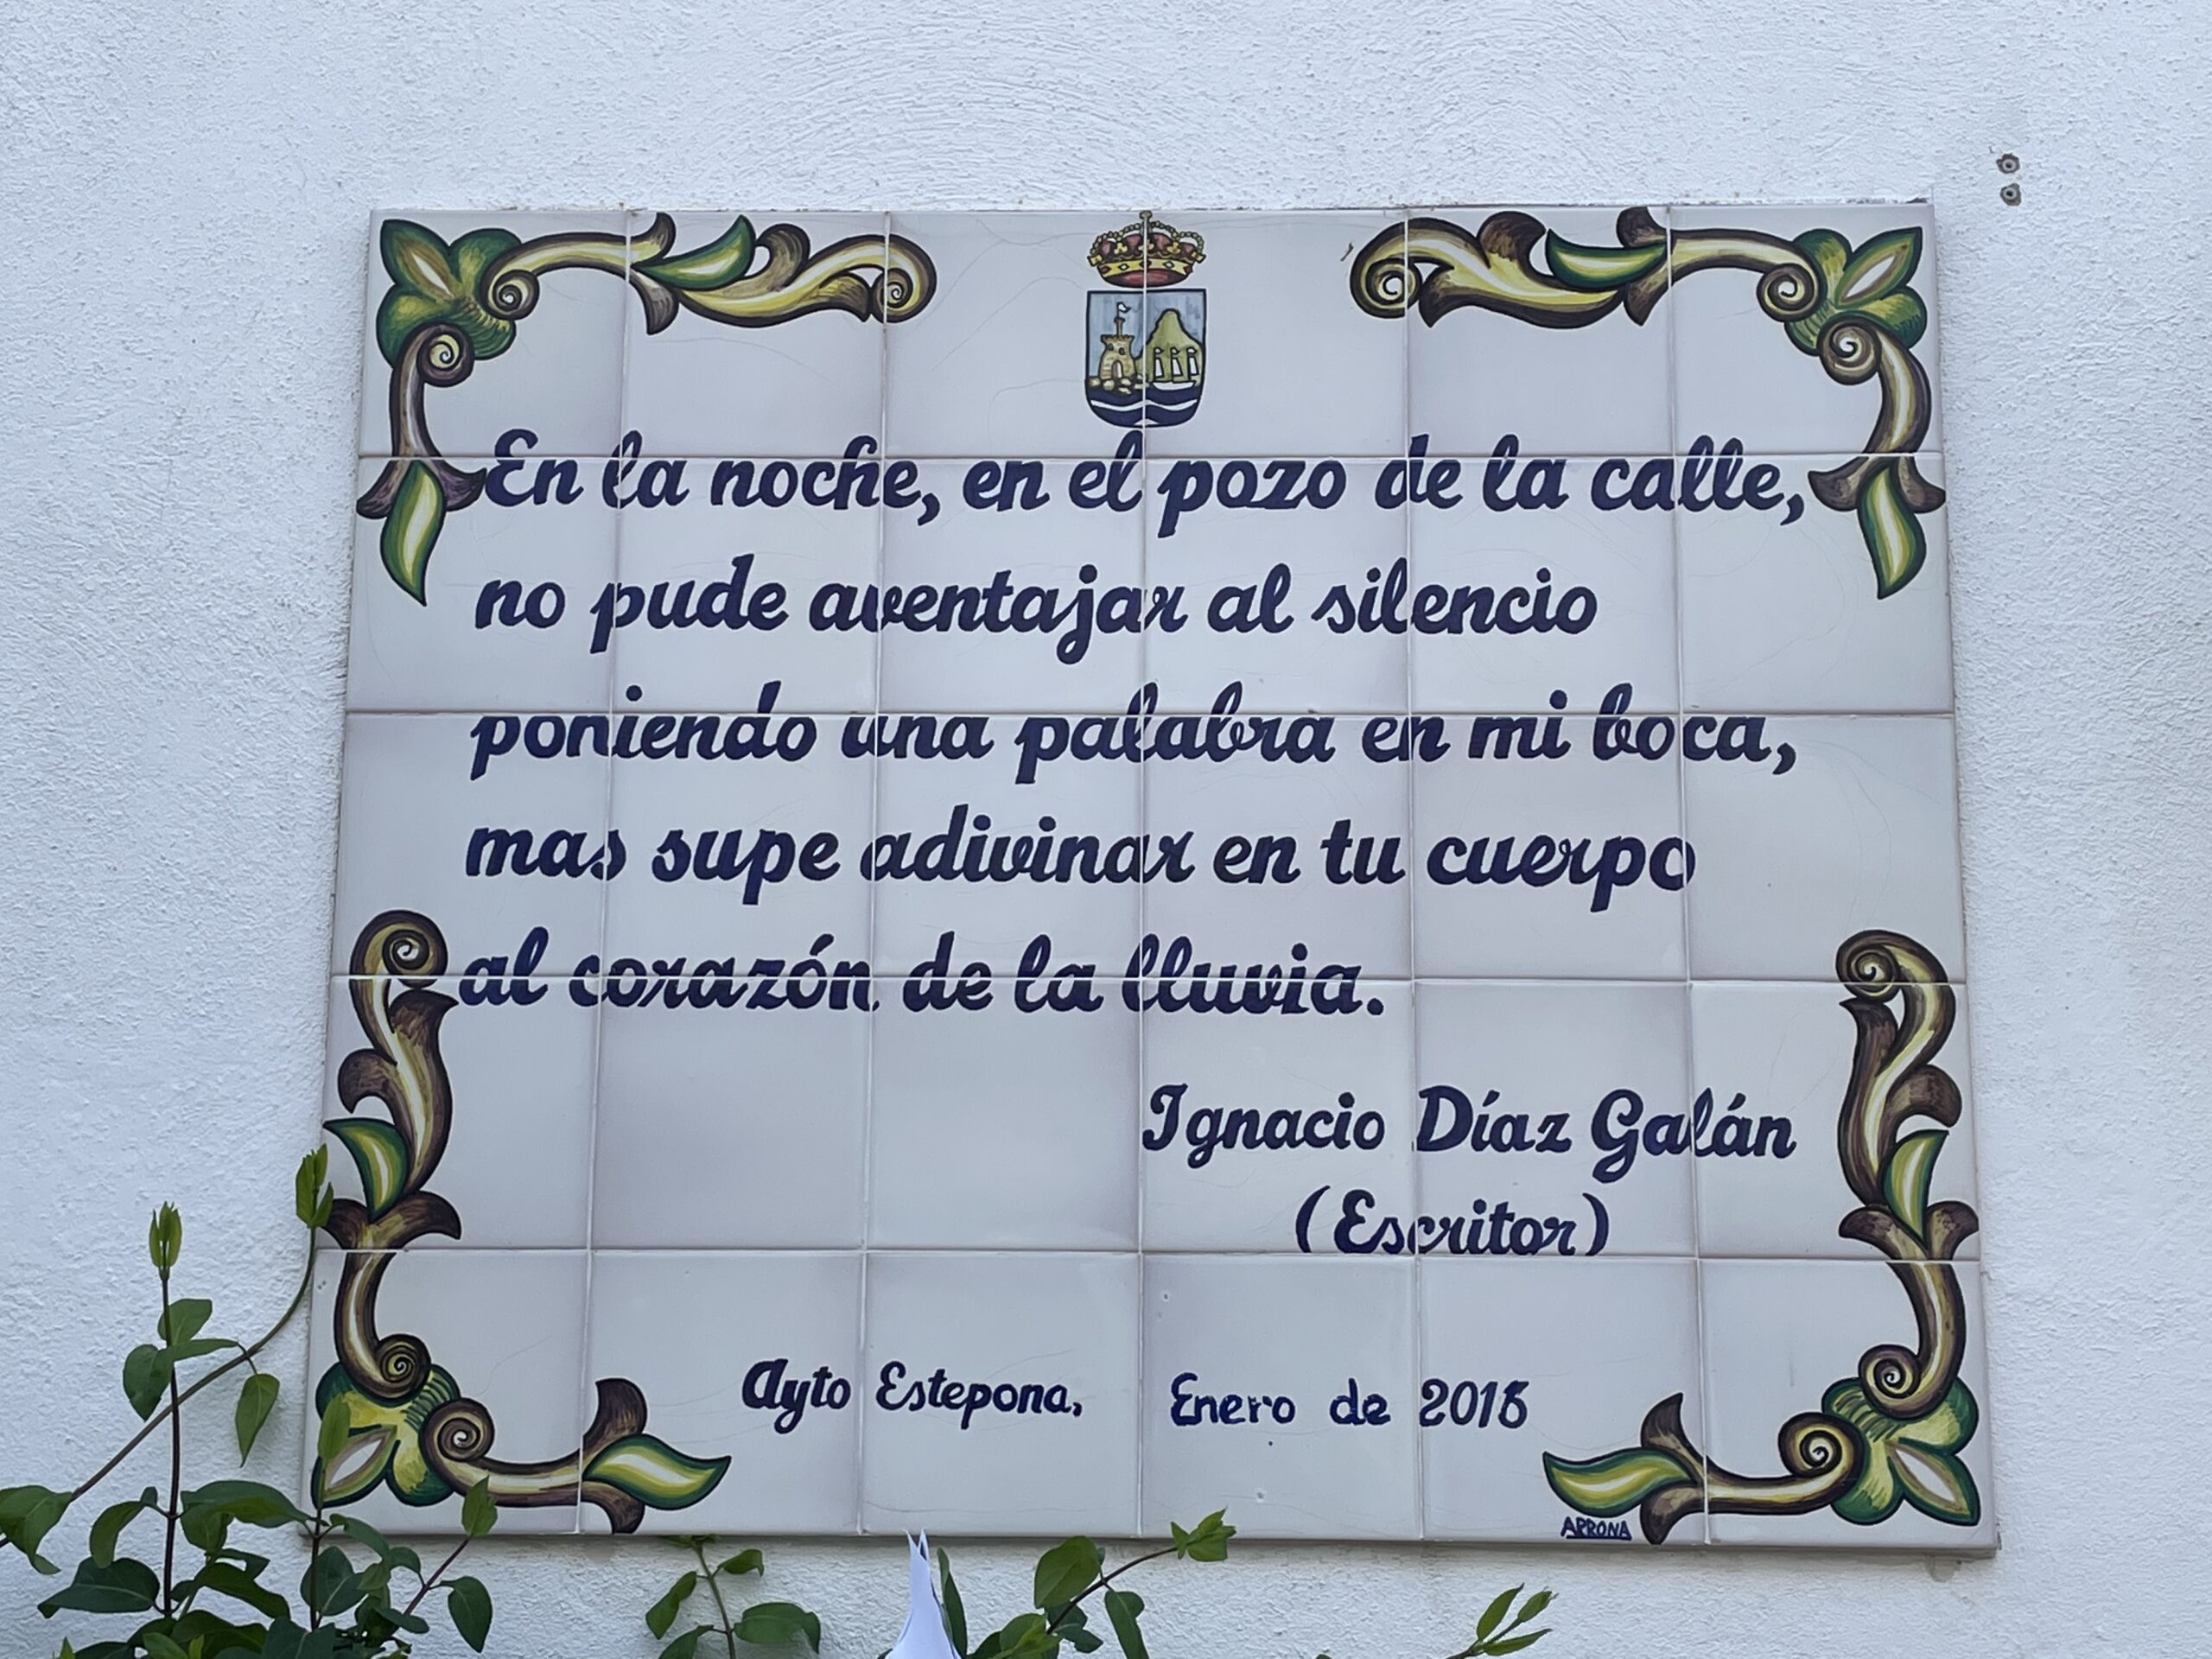 En la noche, en el pozo de la calle,
no pude aventajar al silencio
poniendo una palabra en mi boca,
mas supe adivinar en tu cuerpo
al corazón de la lluvia.
Ignacio Díaz Galán
(Escritor)
Ayto Estepona, Enero de
ARRONA